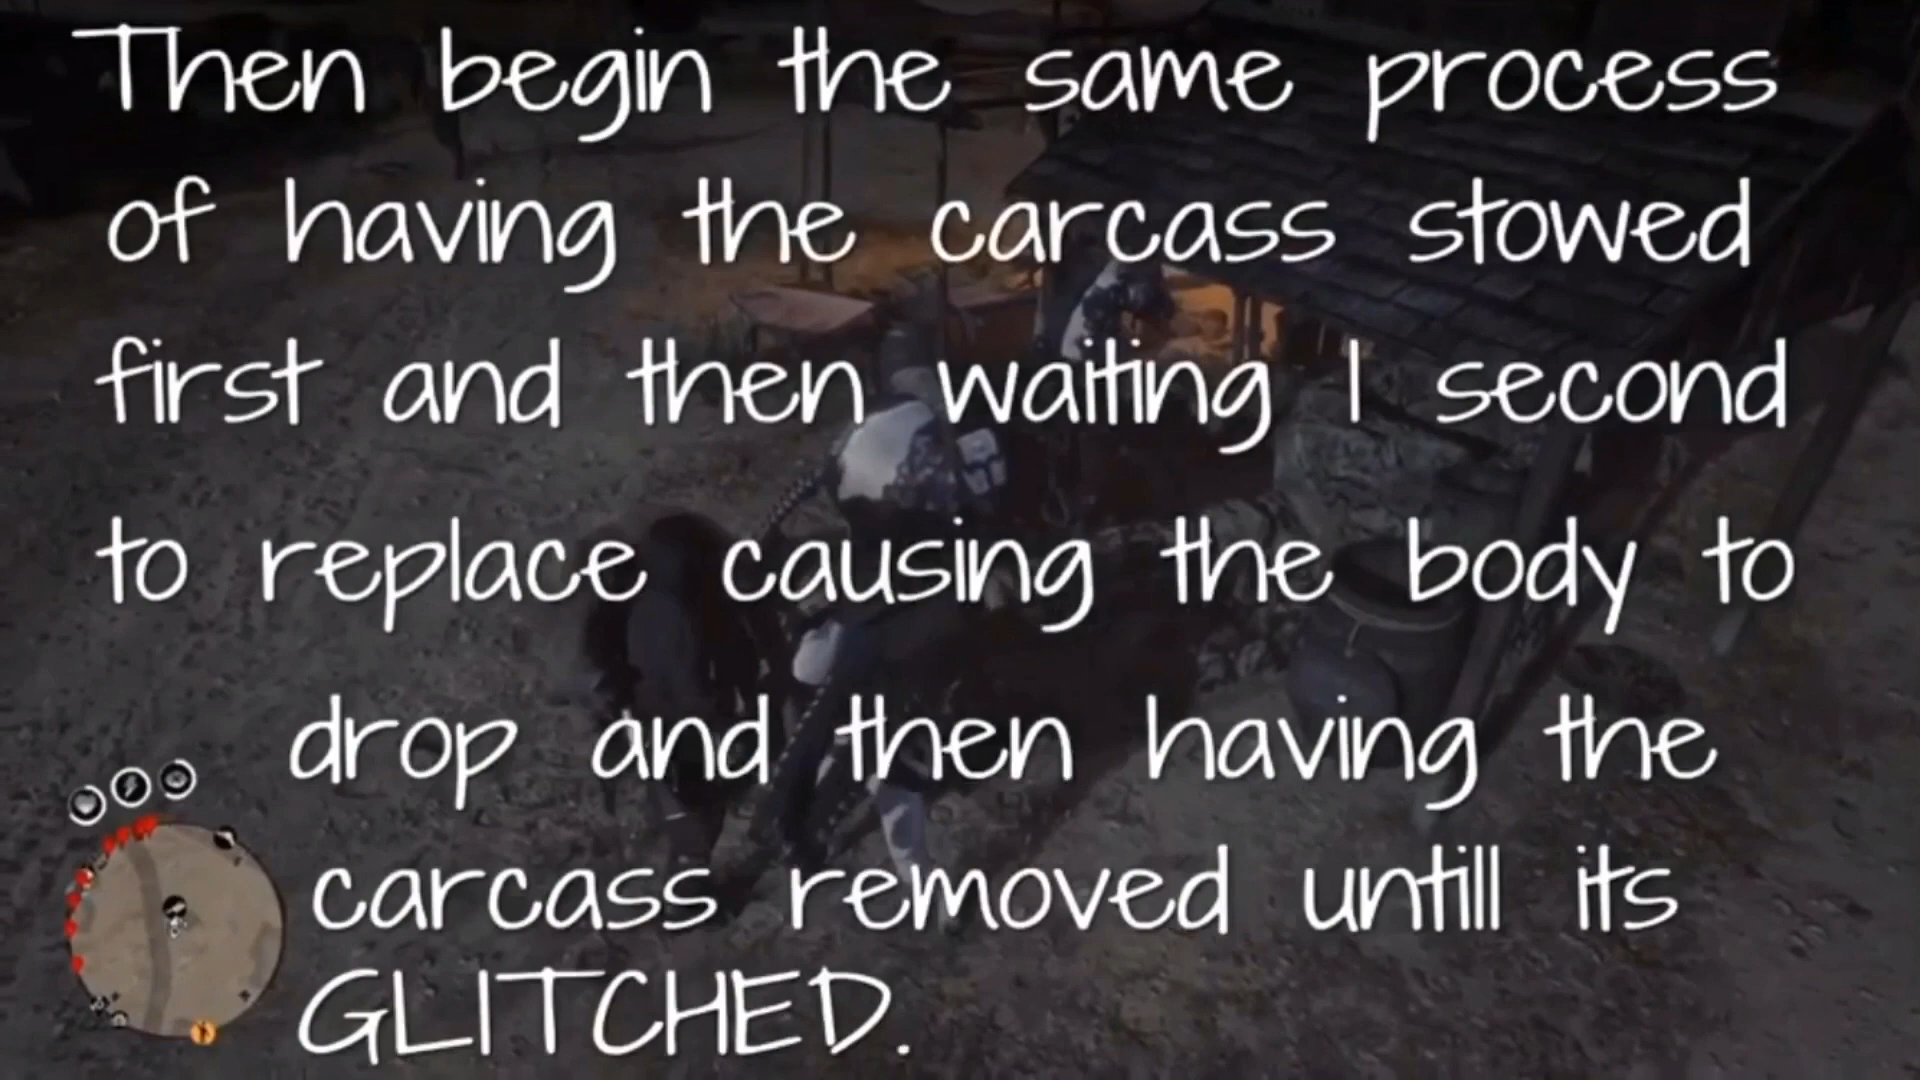 Then begin the same process
of having the carcass stowed
first and then waiting 1 second
to replace causing the body to
drop and then having the
carcass removed untill its
GLITCHED.